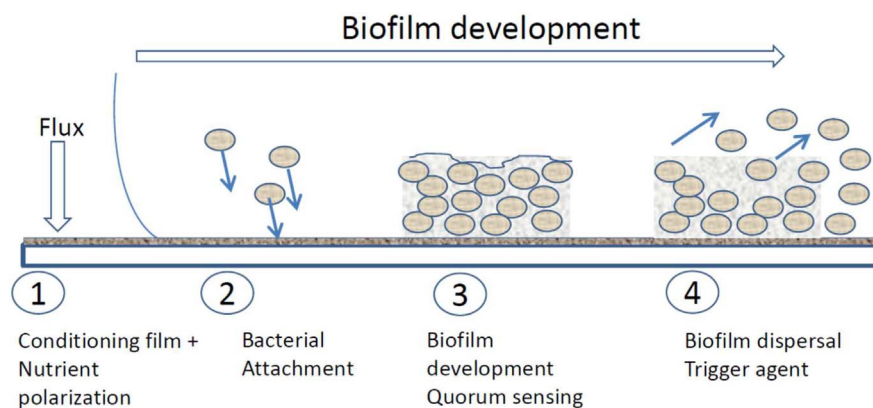 Biofilm development
Flux
1
Conditioning film +
Nutrient
polarization
2
Bacterial
Attachment
3
Biofilm
development
Quorum sensing
4
Biofilm dispersal
Trigger agent